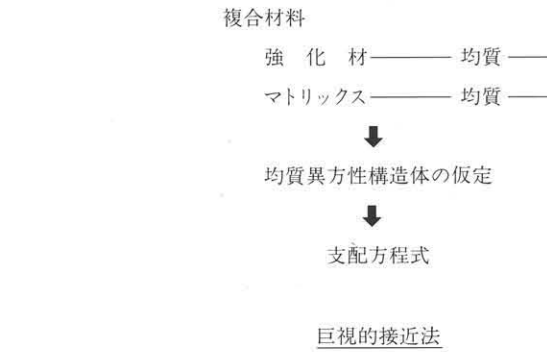 複合材料
強化材――― 均質 ―
マトリックス――― 均質 ―
⬇
均質異方性構造体の仮定
⬇
支配方程式
巨視的接近法